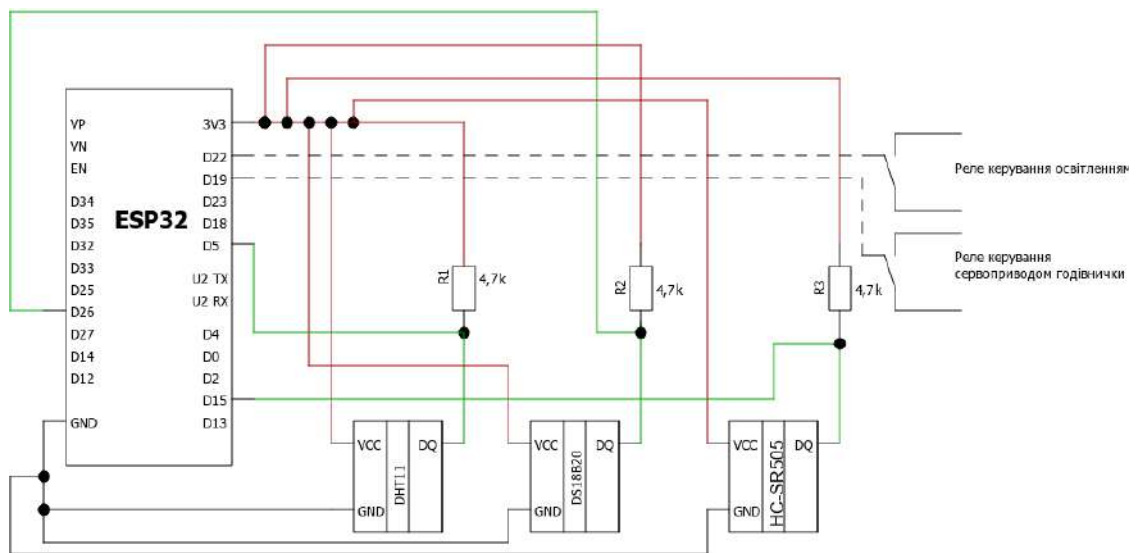 VP
VN
EN
D34
D35
D32
D33
D25
D26
D27
D14
D12
GND
ESP32
3V3
D22
D19
D23
D18
D5
U2 TX
U2 RX
D4
D0
D2
D15
D13
R1
4,7k
R2
4,7k
R3
4,7k
Реле керування освітленням
Реле керування
сервоприводом годівнички
VCC
DHT11
DQ
GND
VCC
DS18B20
DQ
GND
VCC
HC-SR505
DQ
GND